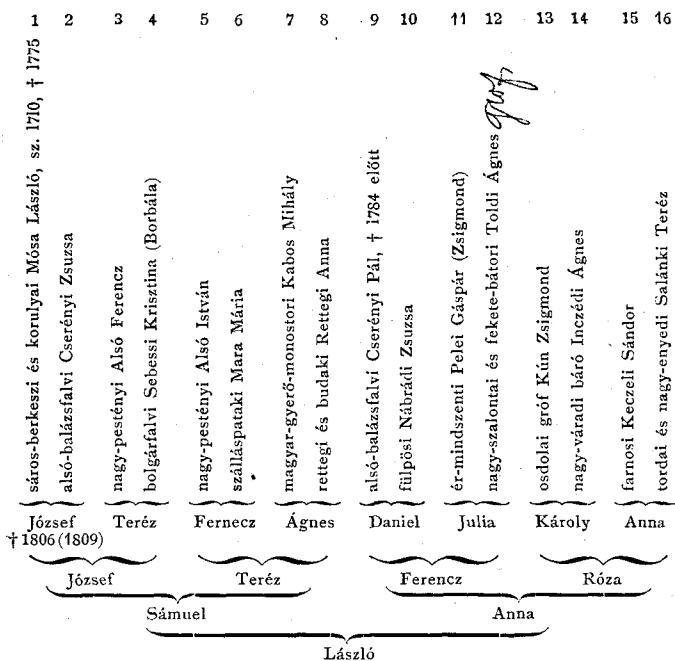 1 2 3 4 5 6 7 8 9 10 11 12 13 14 15 16
sáros-berkeszi és korulyai Mósa László, sz. 1710, † 1775
alsó-balázsfalvi Cserényi Zsuzsa
nagy-pestényi Alsó Ferencz
bolgárfalvi Sebessi Krisztina (Borbála)
nagy-pestényi Alsó István
szálláspataki Mara Mária
magyar-gyerő-monostori Kabos Mihály
rettegi és budaki Rettegi Anna
alsó-balázsfalvi Cserényi Pál, † 1784 előtt
fülpösi Nábrádi Zsuzsa
ér-mindszenti Pelei Gáspár (Zsigmond)
nagy-szalontai és fekete-bátori Toldi Ágnes gróf
osdolai gróf Kún Zsigmond
nagy-váradi báró Inczédi Ágnes
farnosi Keczeli Sándor
tordai és nagy-enyedi Salánki Teréz
József Teréz Fernecz Ágnes Daniel Julia Károly Anna
† 1806 (1809)
József Teréz Ferencz Róza
Sámuel Anna
László